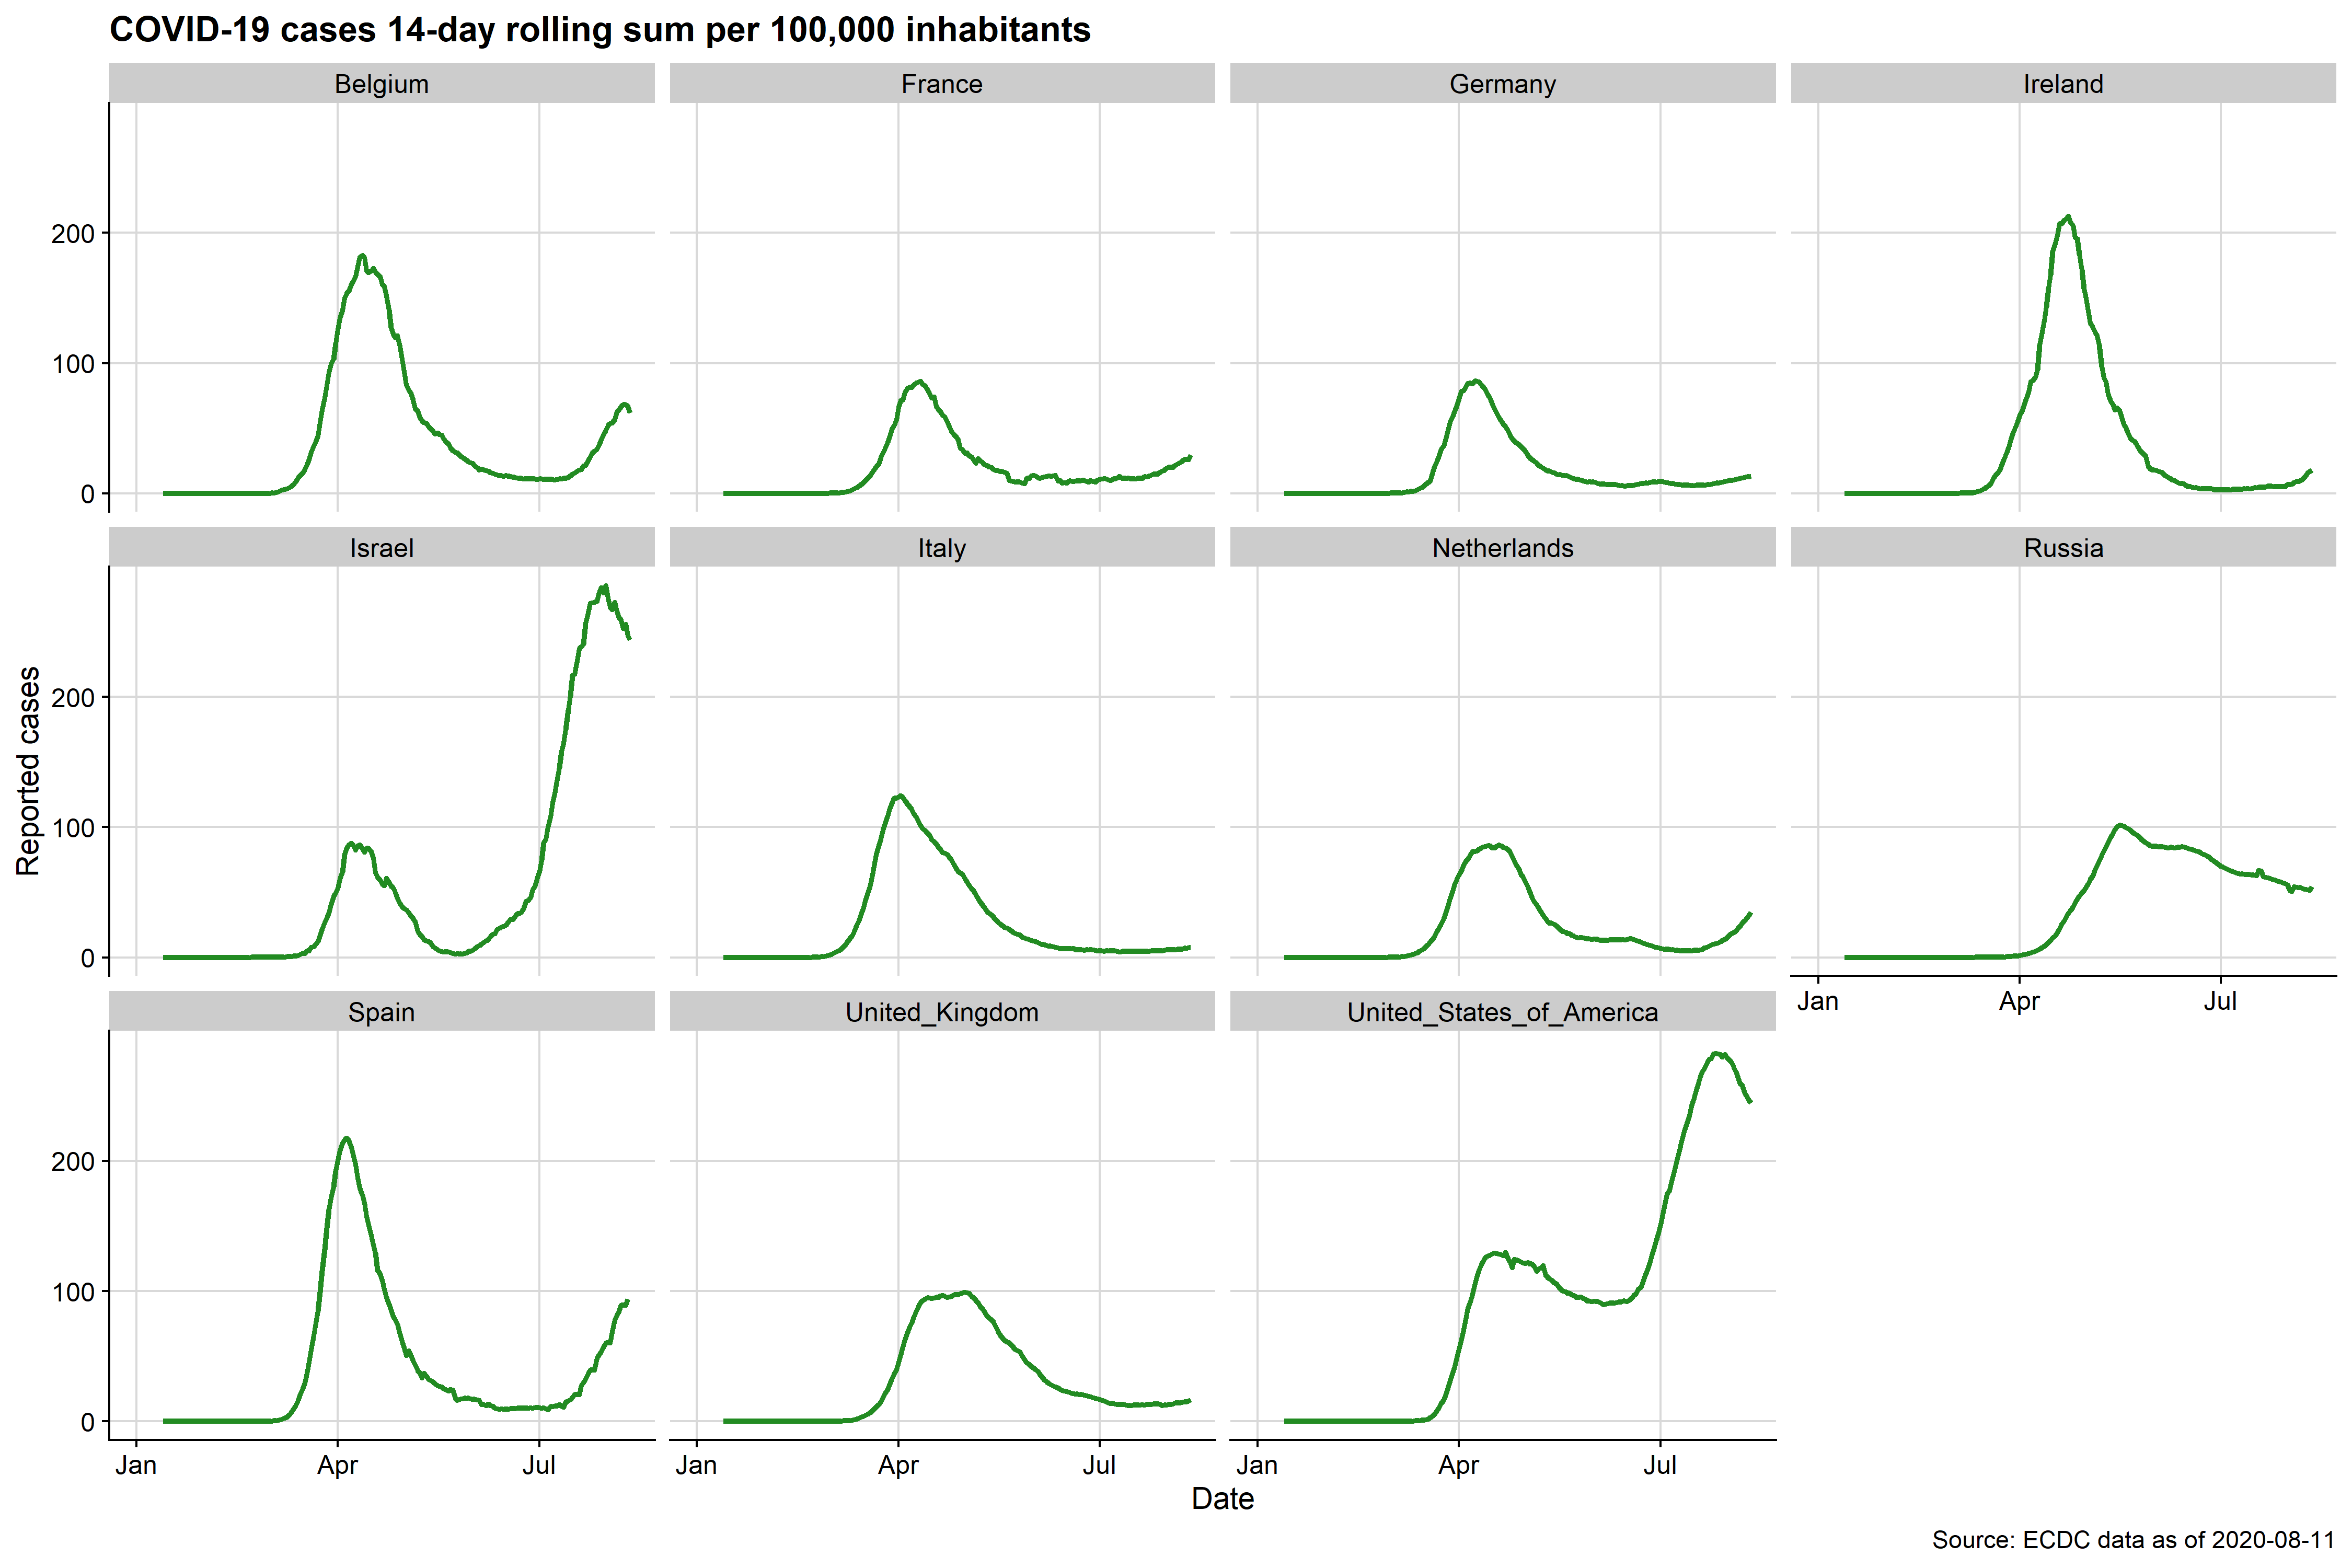 COVID-19 cases 14-day rolling sum per 100,000 inhabitants
Belgium France Germany Ireland
200
100
0
Israel Italy Netherlands Russia
200
100
0
Jan Apr Jul
Spain United_Kingdom United_States_of_America
200
100
0
Jan Apr Jul Jan Apr Jul Jan Apr Jul
Reported cases
Date
Source: ECDC data as of 2020-08-11